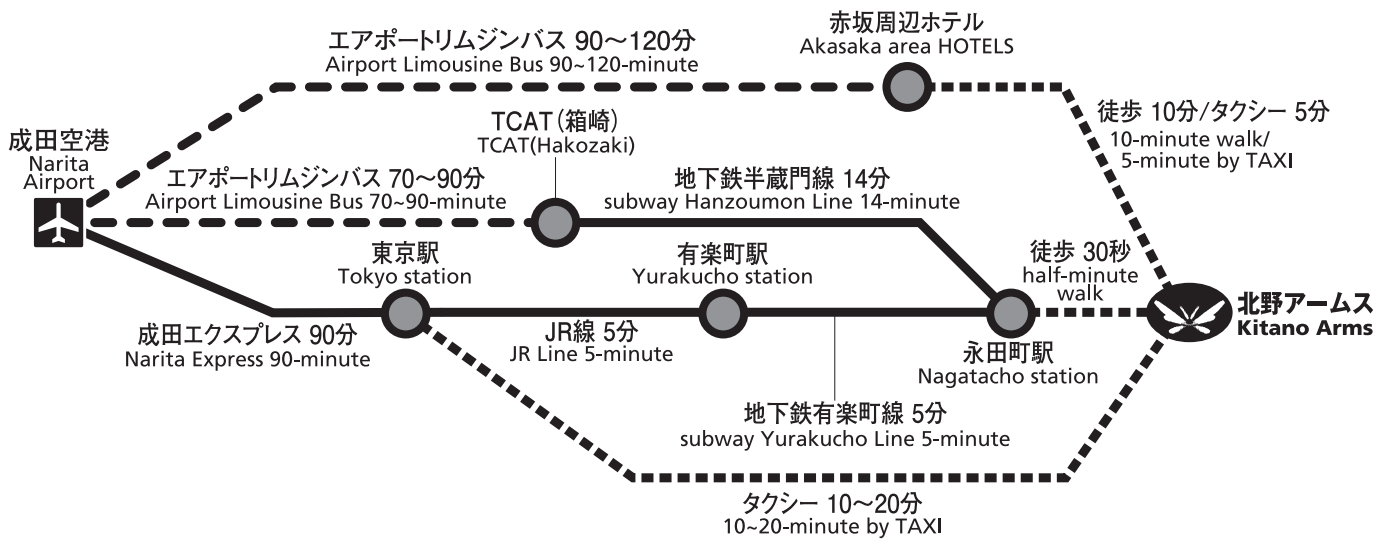 赤坂周辺ホテル
Akasaka area HOTELS
エアポートリムジンバス 90〜120分
Airport Limousine Bus 90~120-minute
徒歩 10分/タクシー 5分
10-minute walk/
5-minute by TAXI
TCAT（箱崎）
TCAT(Hakozaki)
成田空港
Narita
Airport
エアポートリムジンバス 70〜90分
Airport Limousine Bus 70~90-minute
地下鉄半蔵門線 14分
subway Hanzoumon Line 14-minute
東京駅
Tokyo station
有楽町駅
Yurakucho station
徒歩 30秒
half-minute
walk
北野アームス
Kitano Arms
成田エクスプレス 90分
Narita Express 90-minute
JR線 5分
JR Line 5-minute
永田町駅
Nagatacho station
地下鉄有楽町線 5分
subway Yurakucho Line 5-minute
タクシー 10〜20分
10~20-minute by TAXI